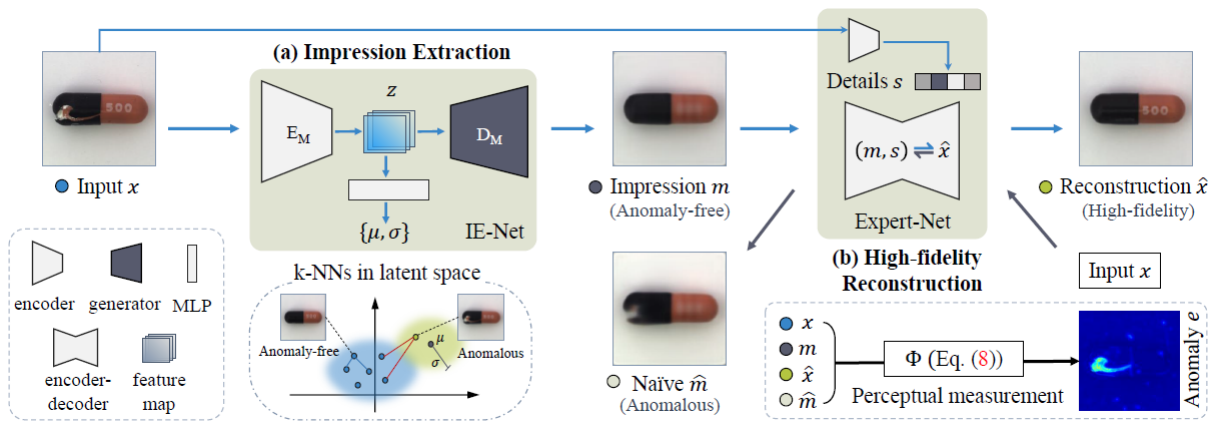 (a) Impression Extraction
z
E_M
D_M
{μ, σ}
IE-Net
500
Input x
Impression m
(Anomaly-free)
Details s
(m, s) ⇌ x̂
Expert-Net
(b) High-fidelity
Reconstruction
500
Reconstruction x̂
(High-fidelity)
Input x
encoder
generator
MLP
encoder-
decoder
feature
map
k-NNs in latent space
Anomaly-free
μ
σ
Anomalous
Naïve m̂
(Anomalous)
x
m
x̂
m̂
Φ (Eq. (8))
Perceptual measurement
Anomaly e